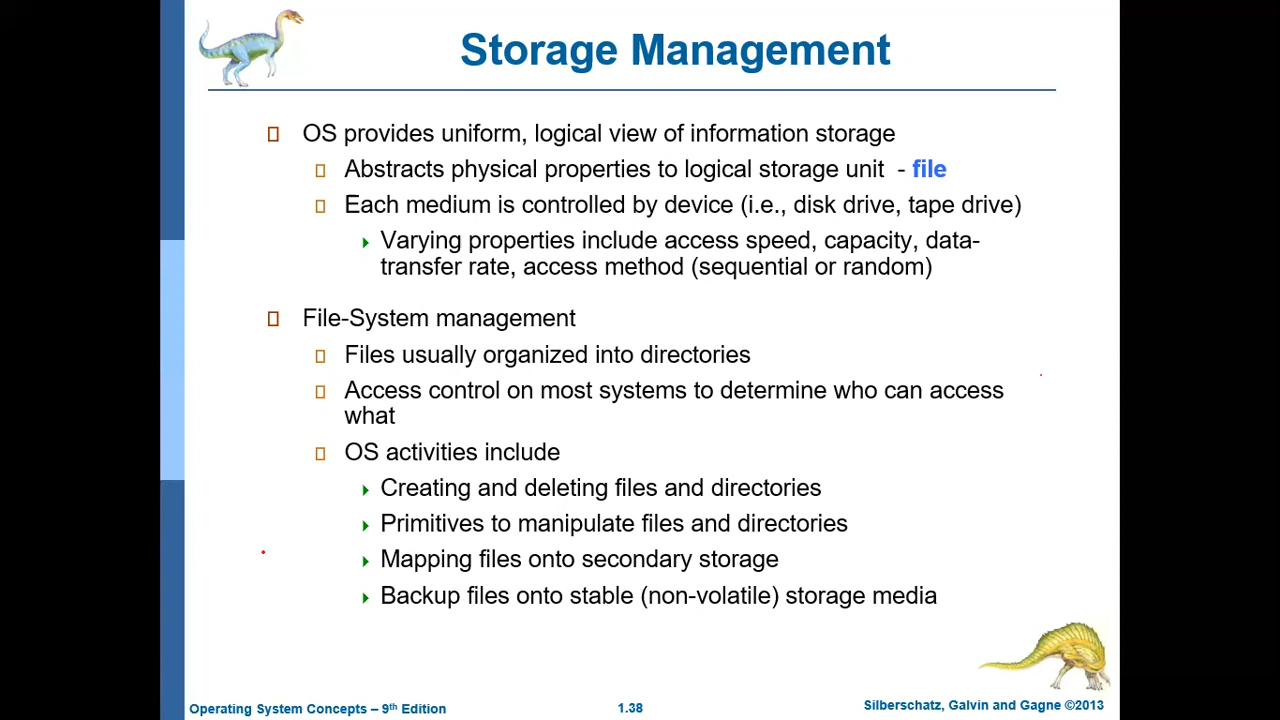 Storage Management
OS provides uniform, logical view of information storage
Abstracts physical properties to logical storage unit - file
Each medium is controlled by device (i.e., disk drive, tape drive)
Varying properties include access speed, capacity, data-
transfer rate, access method (sequential or random)
File-System management
Files usually organized into directories
Access control on most systems to determine who can access
what
OS activities include
Creating and deleting files and directories
Primitives to manipulate files and directories
Mapping files onto secondary storage
Backup files onto stable (non-volatile) storage media
Operating System Concepts – 9th Edition
1.38
Silberschatz, Galvin and Gagne ©2013